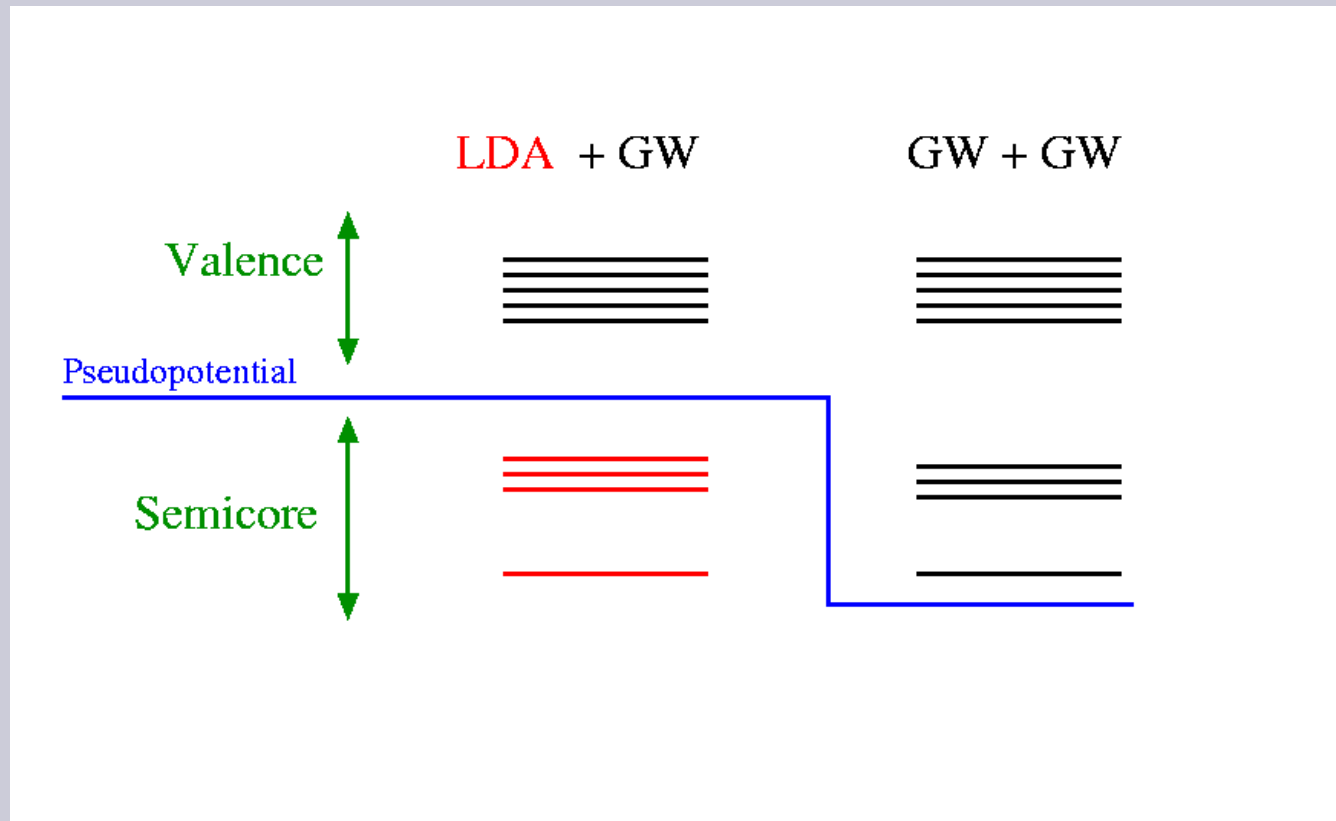 LDA + GW
GW + GW
Valence
Pseudopotential
Semicore